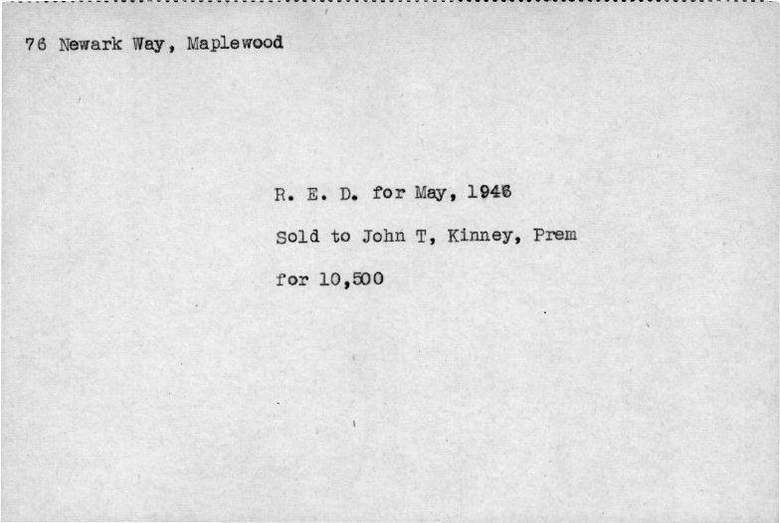 76 Newark Way, Maplewood
R. E. D. for May, 1946
Sold to John T, Kinney, Prem
for 10,500